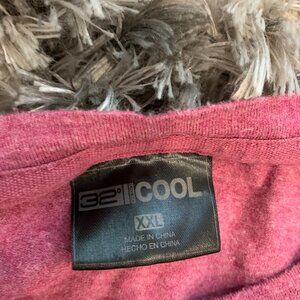 32° COOL
XXL
MADE IN CHINA
HECHO EN CHINA